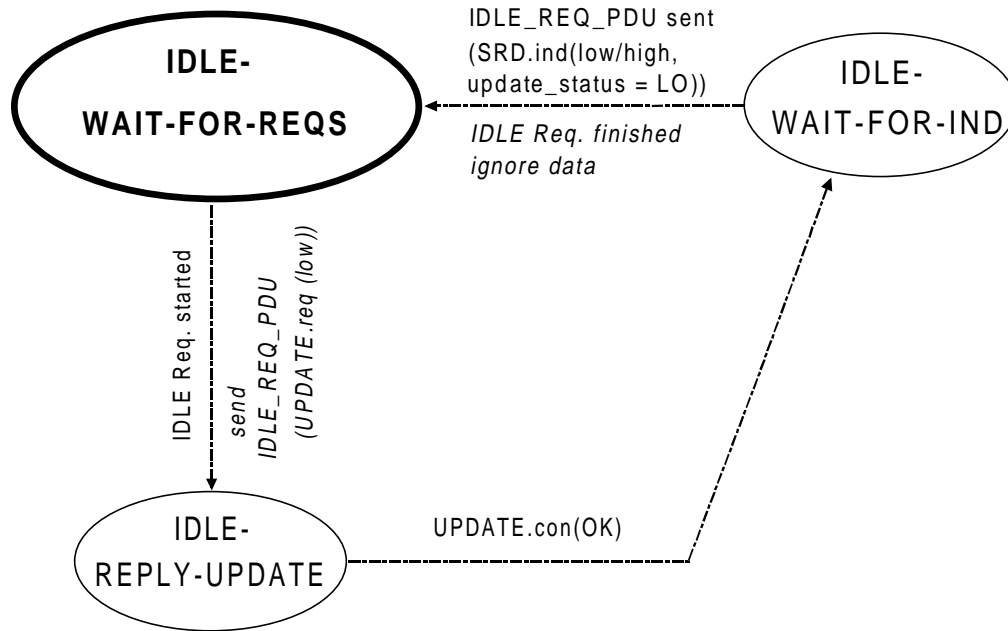 IDLE_REQ_PDU sent
(SRD.ind(low/high,
update_status = LO))
IDLE-
WAIT-FOR-REQS
IDLE-
WAIT-FOR-IND
IDLE Req. finished
ignore data
IDLE Req. started
send
IDLE_REQ_PDU
(UPDATE.req (low))
IDLE-
REPLY-UPDATE
UPDATE.con(OK)